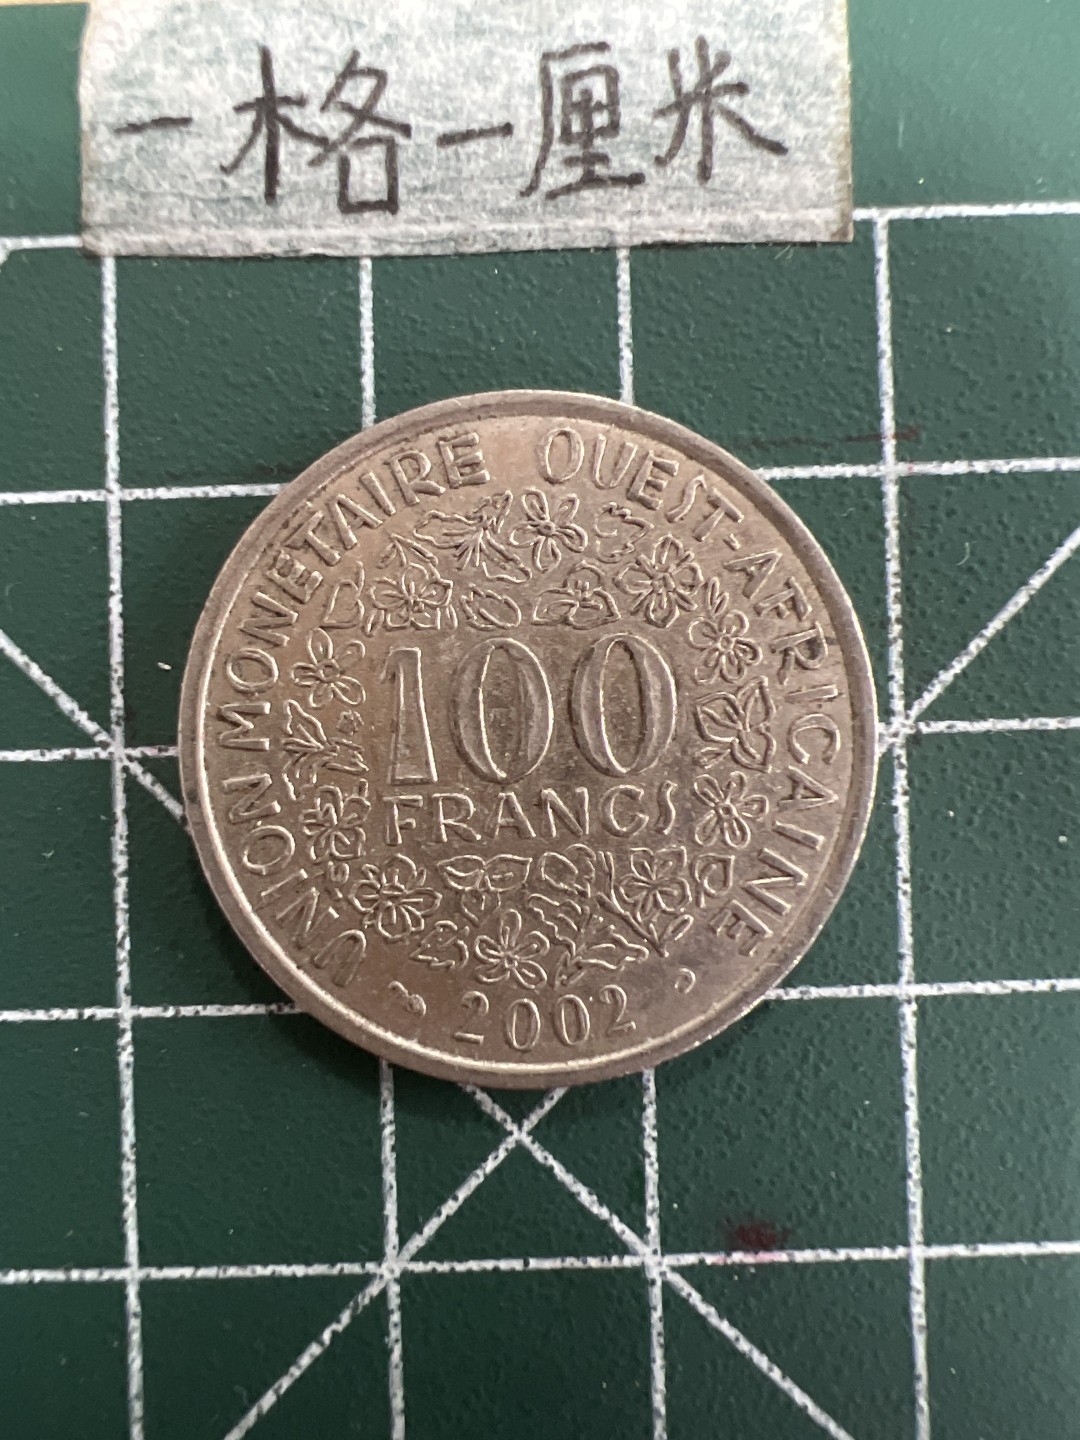 一格一厘米
UNION MONETAIRE OUEST-AFRICAINE
100
FRANCS
2002